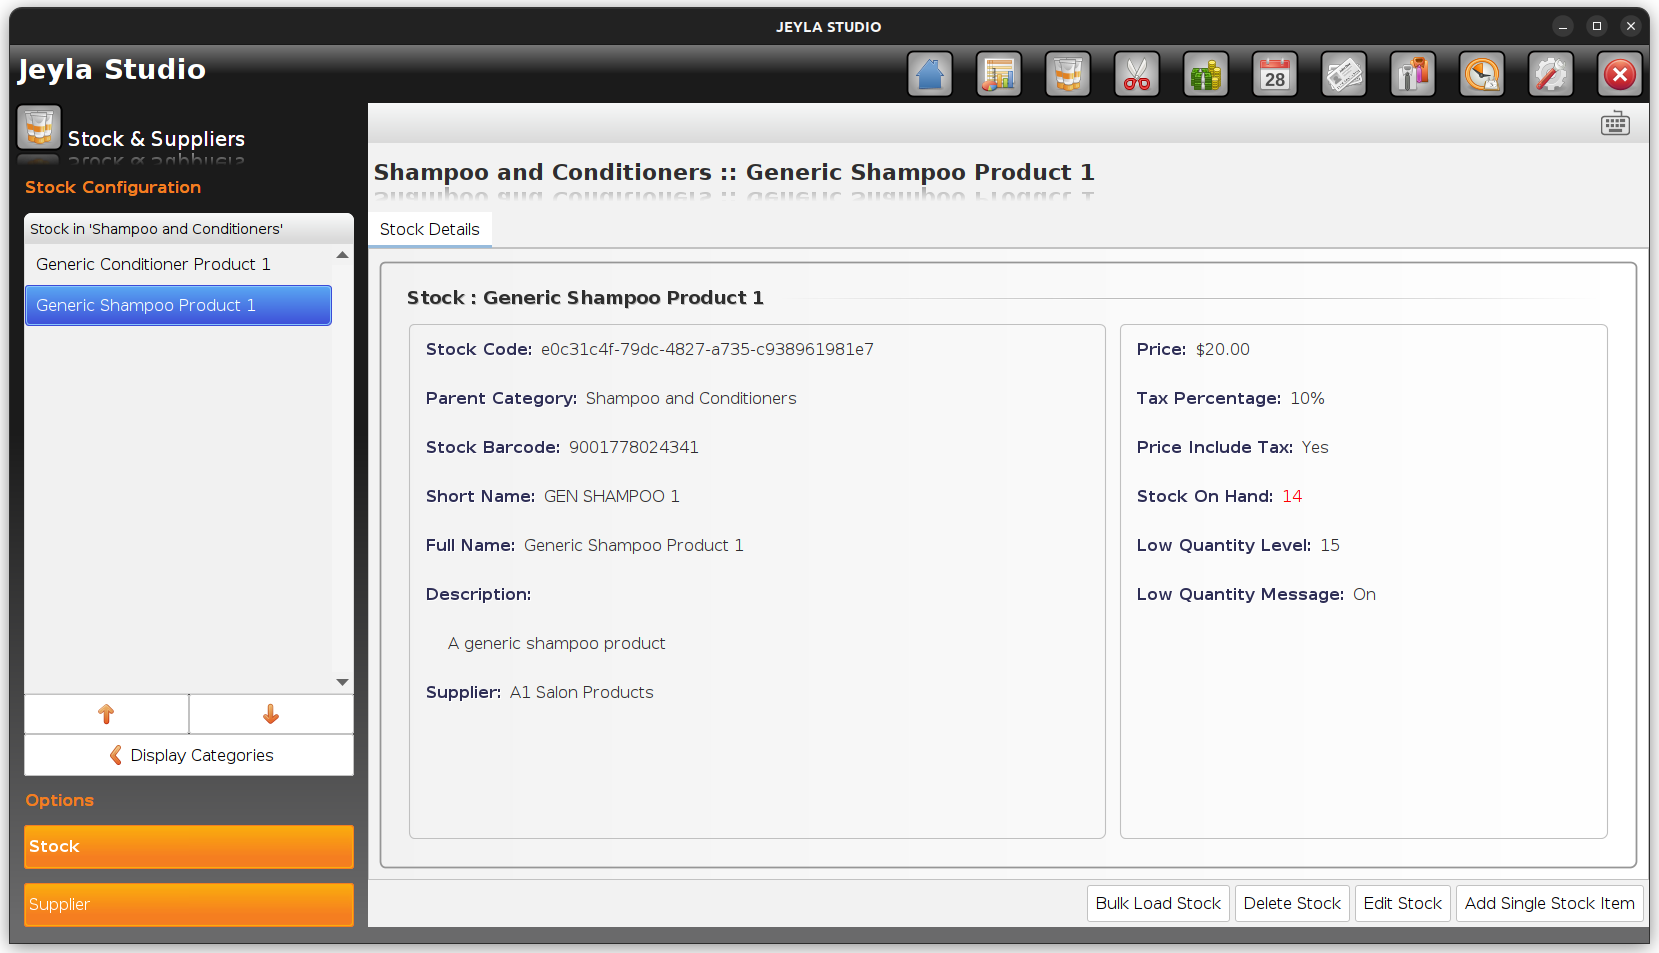 JEYLA STUDIO
Jeyla Studio
28
Stock & Suppliers
Stock Configuration
Stock in 'Shampoo and Conditioners'
Generic Conditioner Product 1
Generic Shampoo Product 1
Display Categories
Options
Stock
Supplier
Shampoo and Conditioners :: Generic Shampoo Product 1
Stock Details
Stock : Generic Shampoo Product 1
Stock Code: e0c31c4f-79dc-4827-a735-c938961981e7
Parent Category: Shampoo and Conditioners
Stock Barcode: 9001778024341
Short Name: GEN SHAMPOO 1
Full Name: Generic Shampoo Product 1
Description:
A generic shampoo product
Supplier: A1 Salon Products
Price: $20.00
Tax Percentage: 10%
Price Include Tax: Yes
Stock On Hand: 14
Low Quantity Level: 15
Low Quantity Message: On
Bulk Load Stock
Delete Stock
Edit Stock
Add Single Stock Item